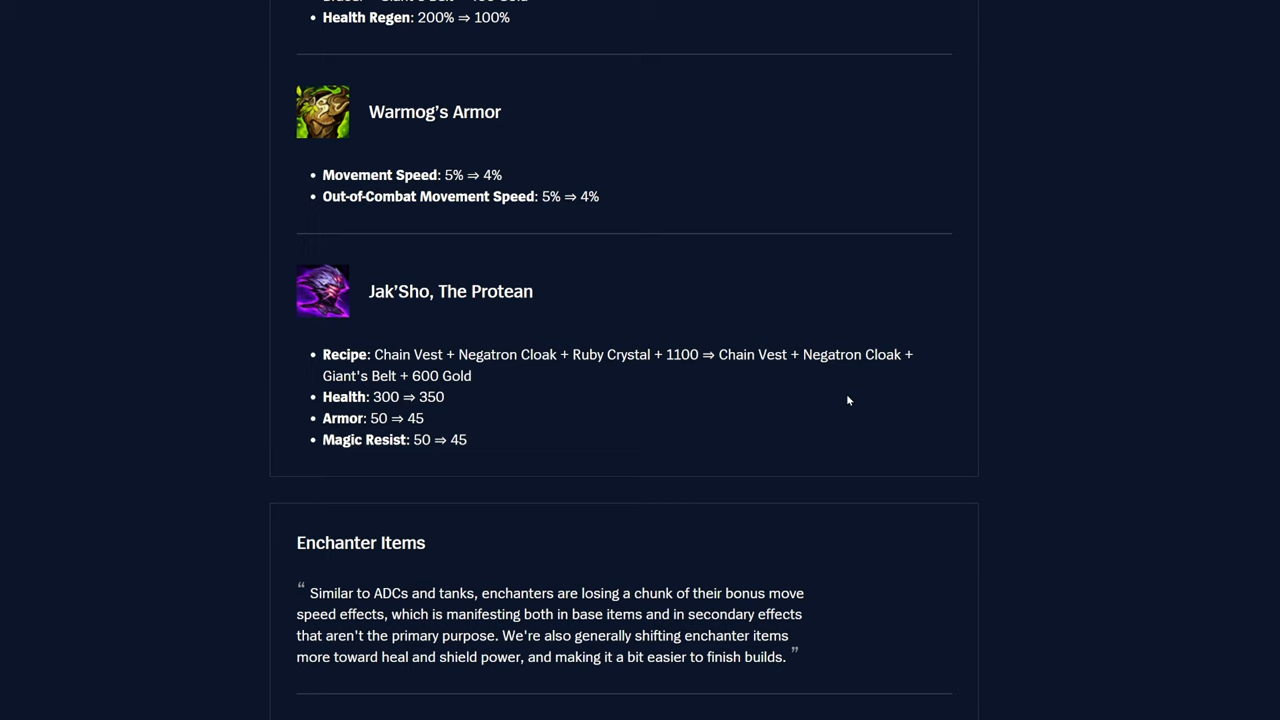 Health Regen: 200% ⇒ 100%
Warmog's Armor
Movement Speed: 5% ⇒ 4%
Out-of-Combat Movement Speed: 5% ⇒ 4%
Jak'Sho, The Protean
Recipe: Chain Vest + Negatron Cloak + Ruby Crystal + 1100 ⇒ Chain Vest + Negatron Cloak +
Giant's Belt + 600 Gold
Health: 300 ⇒ 350
Armor: 50 ⇒ 45
Magic Resist: 50 ⇒ 45
Enchanter Items
“ Similar to ADCs and tanks, enchanters are losing a chunk of their bonus move
speed effects, which is manifesting both in base items and in secondary effects
that aren't the primary purpose. We're also generally shifting enchanter items
more toward heal and shield power, and making it a bit easier to finish builds. ”